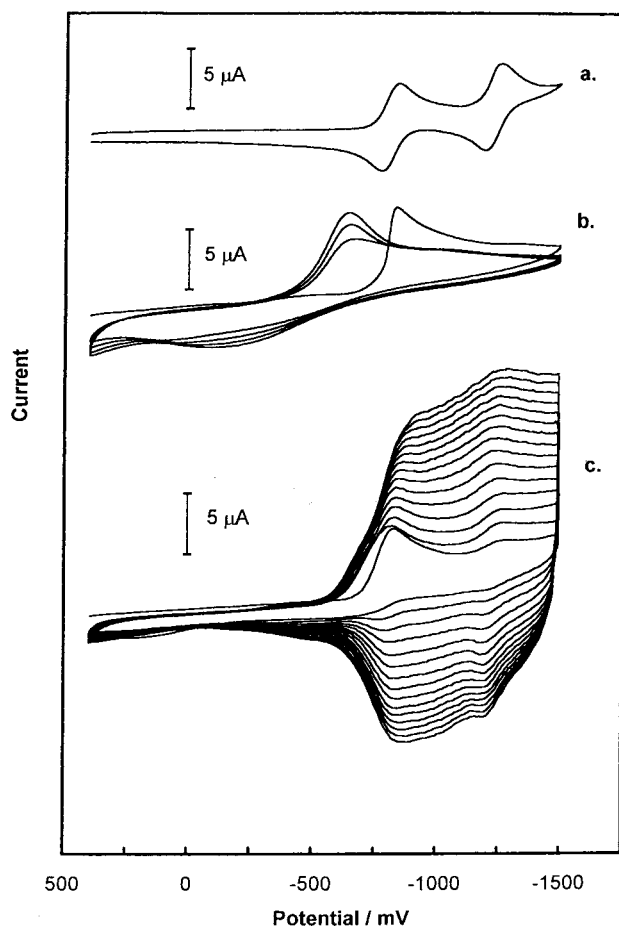 a.
5 μA
b.
5 μA
Current
c.
5 μA
500 0 -500 -1000 -1500
Potential / mV